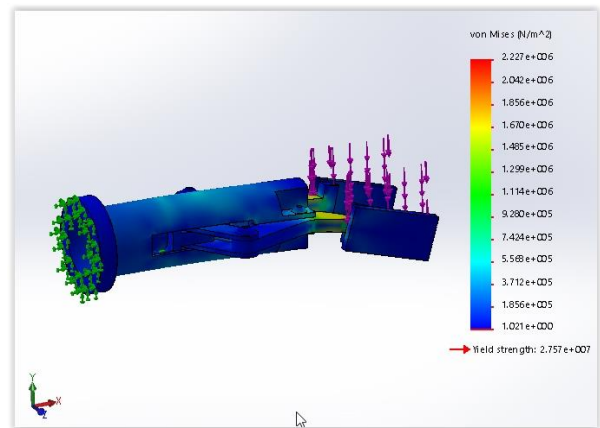 von Mises (N/m^2)
2.227e+006
2.042e+006
1.856e+006
1.670e+006
1.485e+006
1.299e+006
1.114e+006
9.280e+005
7.424e+005
5.568e+005
3.712e+005
1.856e+005
1.021e+000
Yield strength: 2.757e+007
Y
X
Z